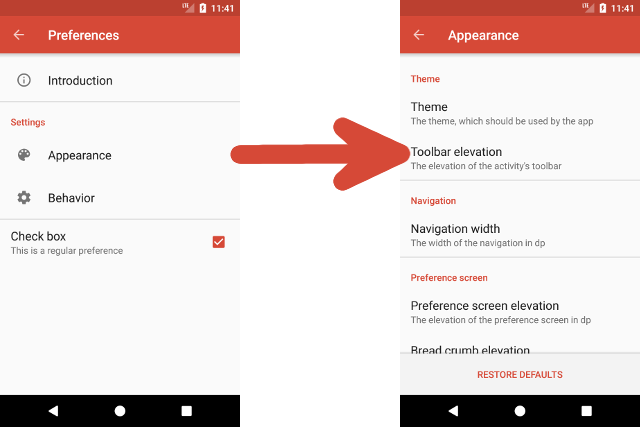 11:41
Preferences
Introduction
Settings
Appearance
Behavior
Check box
This is a regular preference
11:41
Appearance
Theme
Theme
The theme, which should be used by the app
Toolbar elevation
The elevation of the activity's toolbar
Navigation
Navigation width
The width of the navigation in dp
Preference screen
Preference screen elevation
The elevation of the preference screen in dp
Bread crumb elevation
RESTORE DEFAULTS